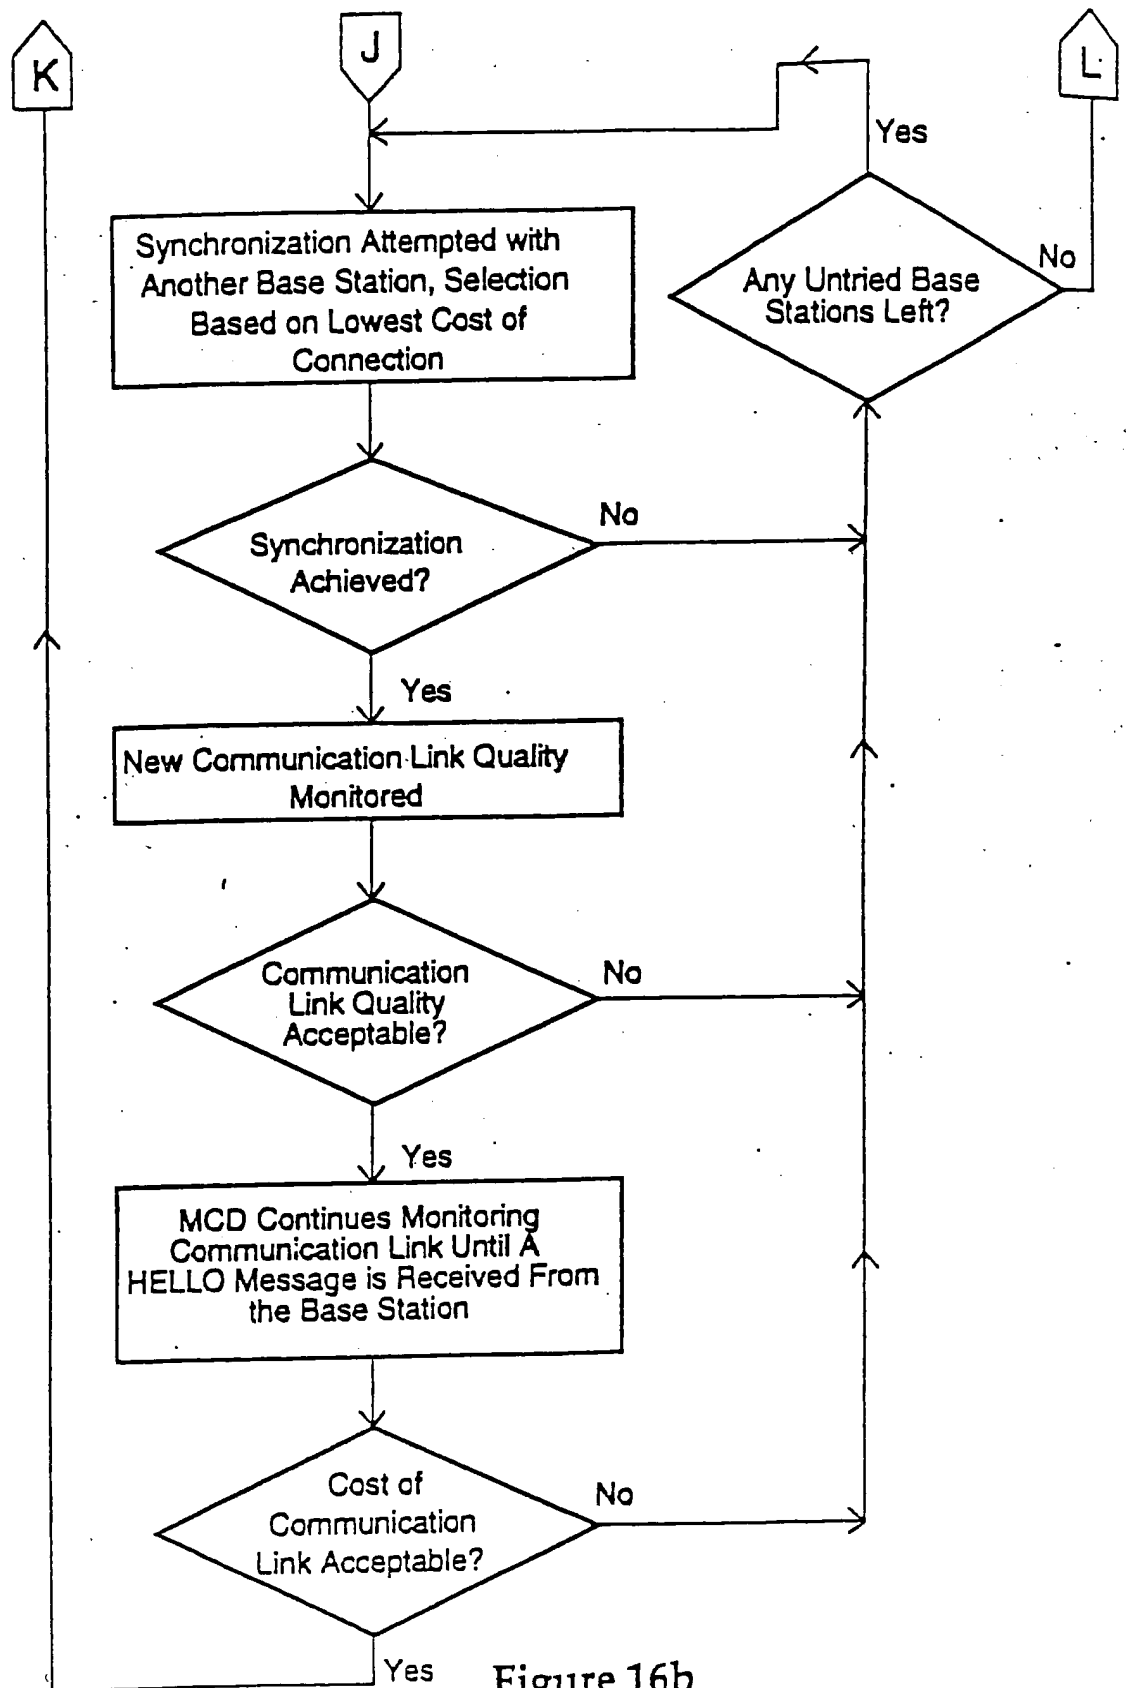 K
J
L
Yes
Synchronization Attempted with
Another Base Station, Selection
Based on Lowest Cost of
Connection
No
Any Untried Base
Stations Left?
No
Synchronization
Achieved?
Yes
New Communication Link Quality
Monitored
No
Communication
Link Quality
Acceptable?
Yes
MCD Continues Monitoring
Communication Link Until A
HELLO Message is Received From
the Base Station
No
Cost of
Communication
Link Acceptable?
Yes
Figure 16b